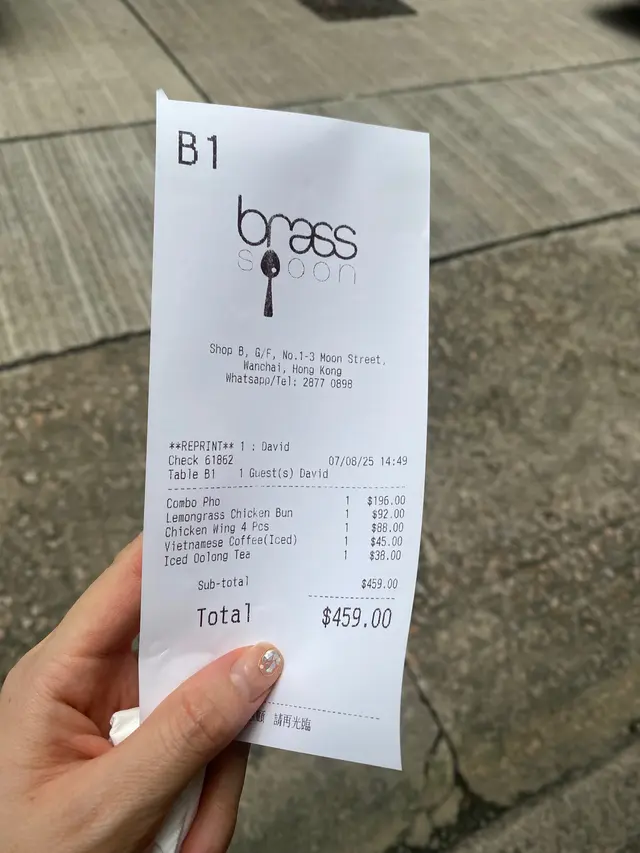 B1
brass
spoon
Shop B, G/F, No.1-3 Moon Street,
Wanchai, Hong Kong
Whatsapp/Tel: 2877 0898
**REPRINT** 1 : David
Check 61862 07/08/25 14:49
Table B1 1 Guest(s) David
Combo Pho 1 $196.00
Lemongrass Chicken Bun 1 $92.00
Chicken Wing 4 Pcs 1 $88.00
Vietnamese Coffee(Iced) 1 $45.00
Iced Oolong Tea 1 $38.00
Sub-total $459.00
Total $459.00
請再光臨